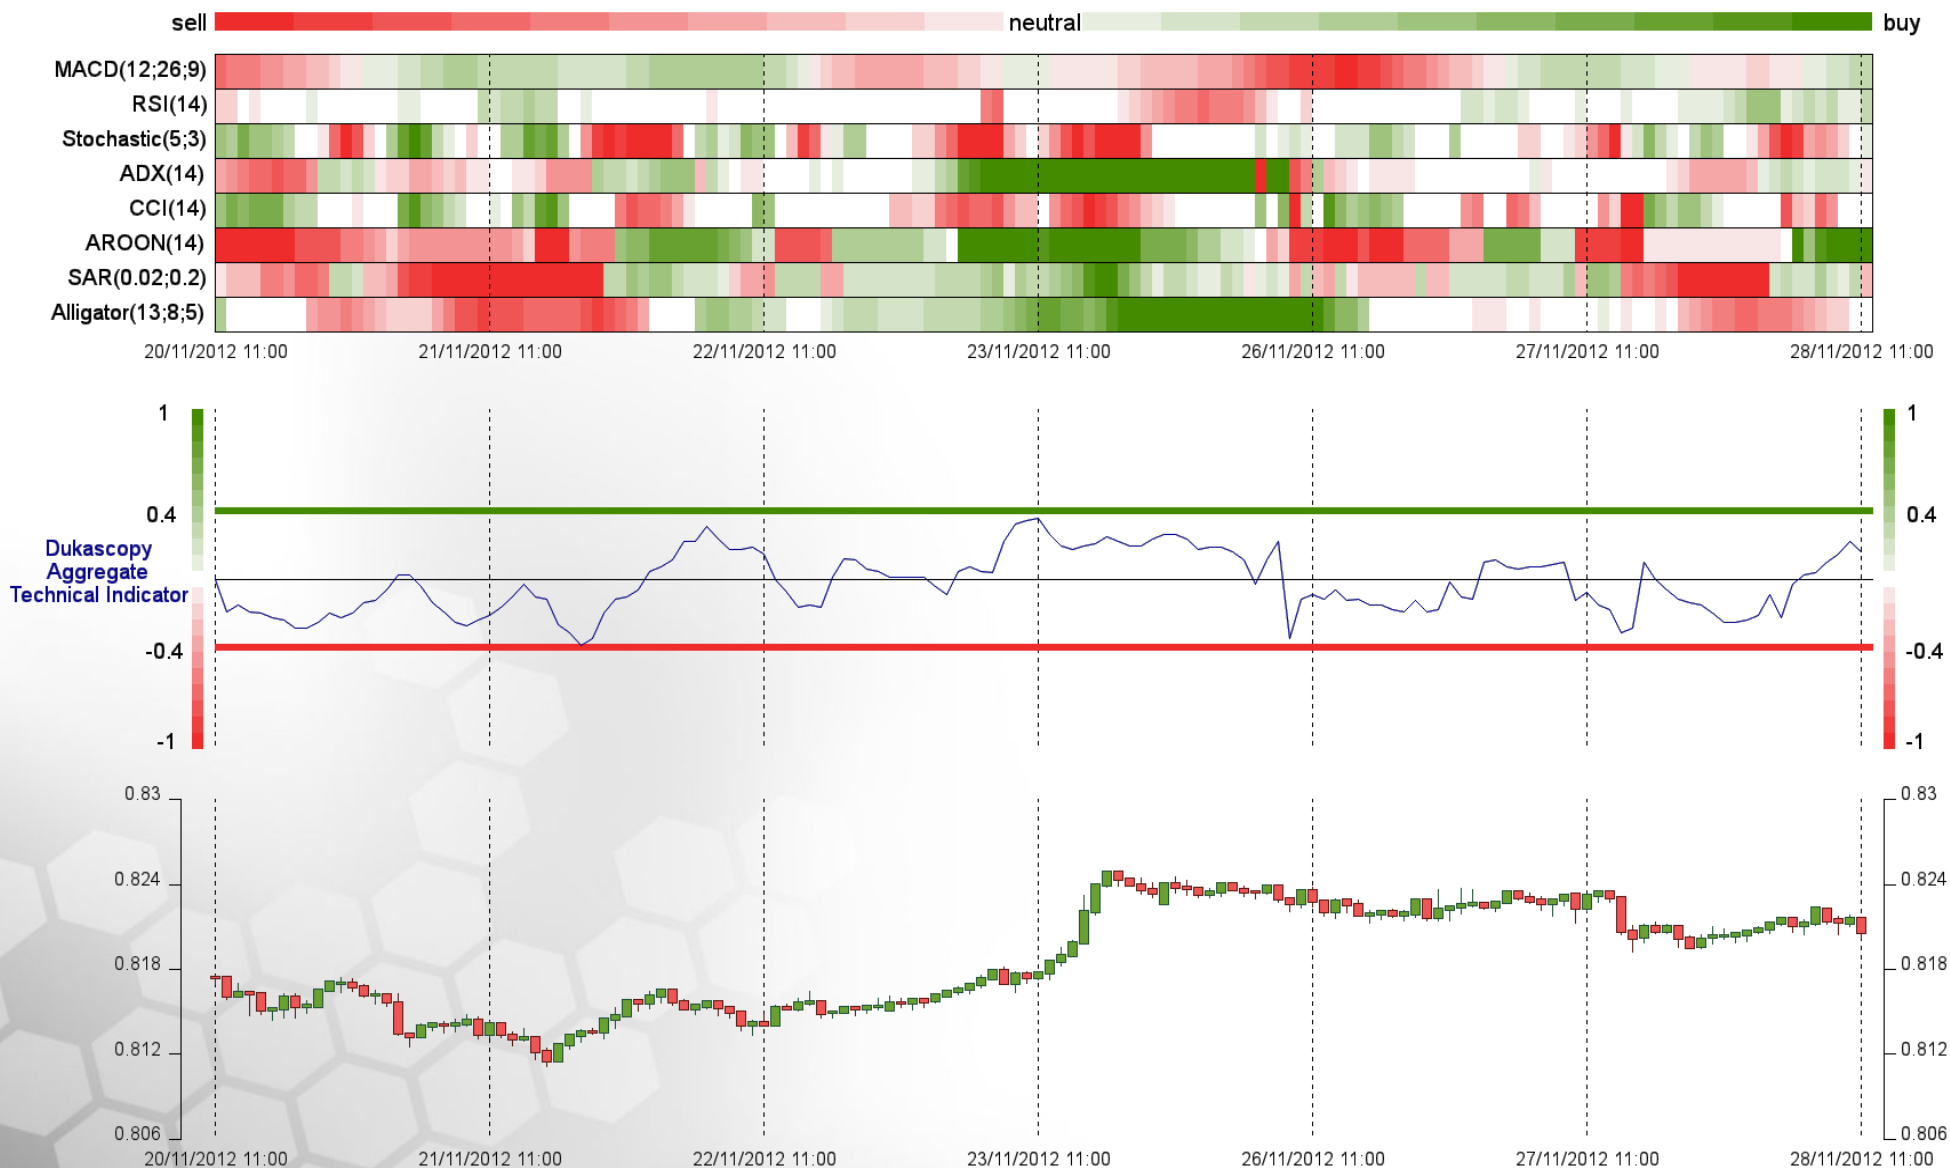 sell neutral buy
MACD(12;26;9)
RSI(14)
Stochastic(5;3)
ADX(14)
CCI(14)
AROON(14)
SAR(0.02;0.2)
Alligator(13;8;5)
20/11/2012 11:00 21/11/2012 11:00 22/11/2012 11:00 23/11/2012 11:00 26/11/2012 11:00 27/11/2012 11:00 28/11/2012 11:00
1 1
0.4 0.4
Dukascopy
Aggregate
Technical Indicator
-0.4 -0.4
-1 -1
0.83 0.83
0.824 0.824
0.818 0.818
0.812 0.812
0.806 0.806
20/11/2012 11:00 21/11/2012 11:00 22/11/2012 11:00 23/11/2012 11:00 26/11/2012 11:00 27/11/2012 11:00 28/11/2012 11:00